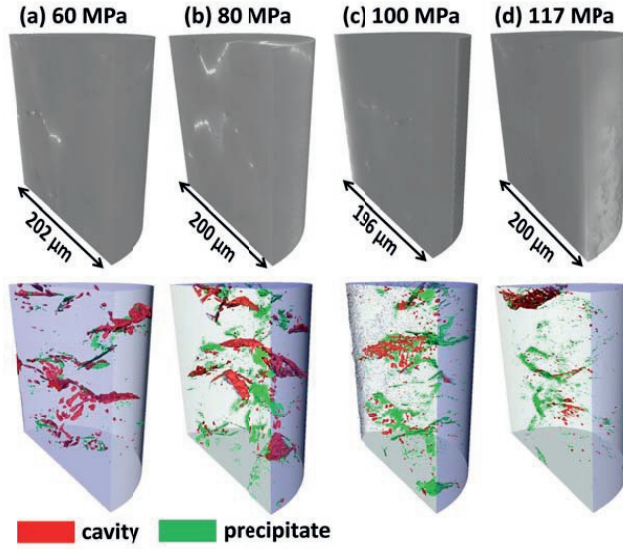 (a) 60 MPa (b) 80 MPa (c) 100 MPa (d) 117 MPa
202 μm 200 μm 196 μm 200 μm
cavity precipitate